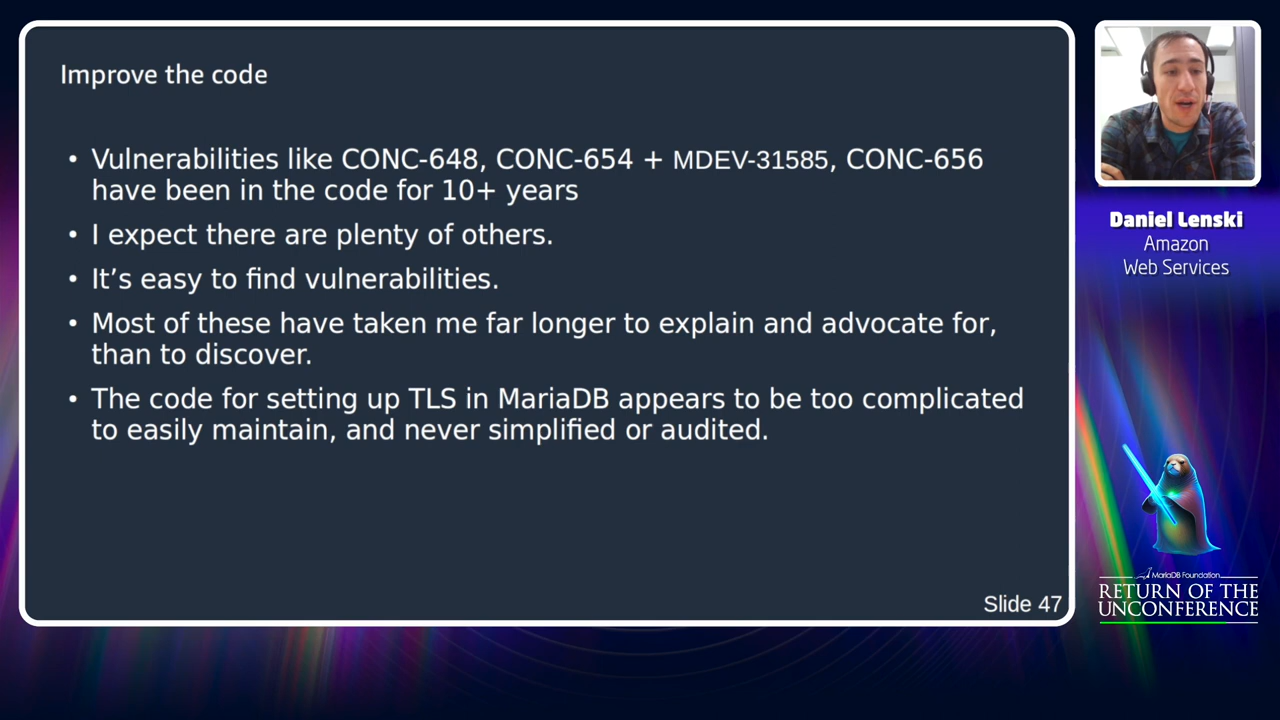 Improve the code
• Vulnerabilities like CONC-648, CONC-654 + MDEV-31585, CONC-656
have been in the code for 10+ years
• I expect there are plenty of others.
• It’s easy to find vulnerabilities.
• Most of these have taken me far longer to explain and advocate for,
than to discover.
• The code for setting up TLS in MariaDB appears to be too complicated
to easily maintain, and never simplified or audited.
Slide 47
Daniel Lenski
Amazon
Web Services
MariaDB Foundation
RETURN OF THE
UNCONFERENCE